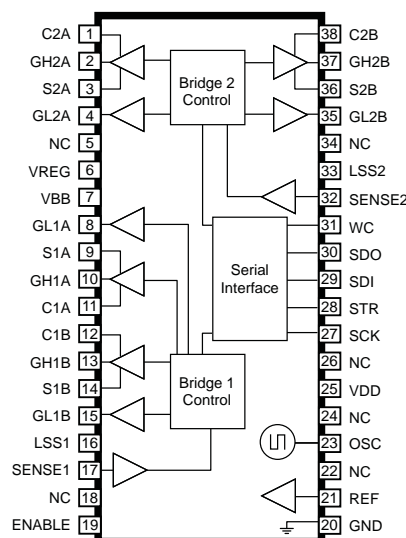 C2A 1 38 C2B
GH2A 2 37 GH2B
S2A 3 Bridge 2 Control 36 S2B
GL2A 4 35 GL2B
NC 5 34 NC
VREG 6 33 LSS2
VBB 7 32 SENSE2
GL1A 8 31 WC
S1A 9 30 SDO
GH1A 10 Serial Interface 29 SDI
C1A 11 28 STR
C1B 12 27 SCK
GH1B 13 26 NC
S1B 14 Bridge 1 Control 25 VDD
GL1B 15 24 NC
LSS1 16 23 OSC
SENSE1 17 22 NC
NC 18 21 REF
ENABLE 19 20 GND